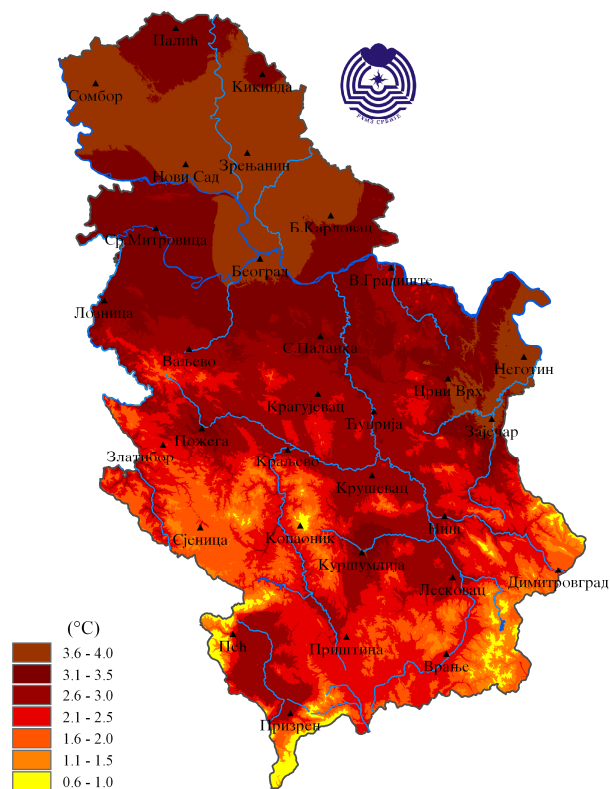 Палић
Кикинда
Сомбор
Зрењанин
Нови Сад
Б.Карловац
Ср.Митровица
Београд
В.Градиште
Лозница
С.Паланка
Ваљево
Неготин
Црни Врх
Крагујевац
Ћуприја
Зајечар
Пожега
Златибор
Краљево
Крушевац
Ниш
Сјеница
Копаоник
Куршумлија
Димитровград
Лесковац
Пећ
Приштина
Врање
Призрен
(°C)
3.6 - 4.0
3.1 - 3.5
2.6 - 3.0
2.1 - 2.5
1.6 - 2.0
1.1 - 1.5
0.6 - 1.0